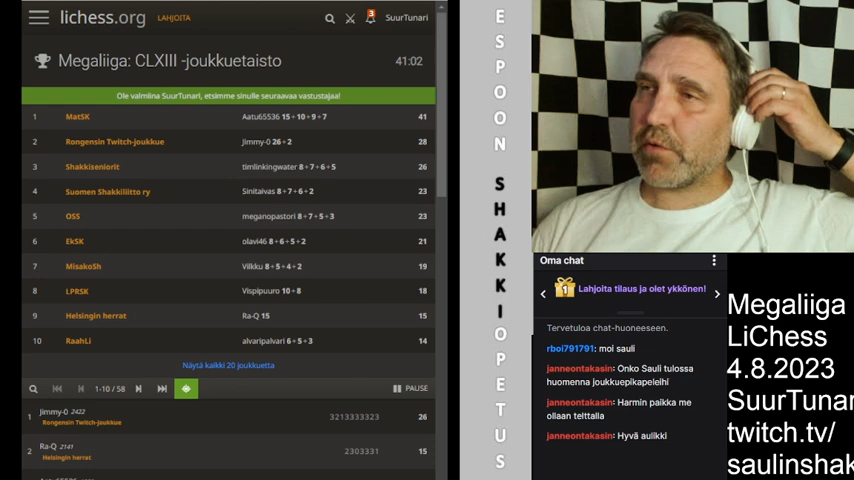 lichess.org LAHJOITA 3 SuurTunari
Megaliiga: CLXIII -joukkuetaisto 41:02
Ole valmiina SuurTunari, etsimme sinulle seuraavaa vastustajaa!
1 MatSK Aatu65536 15+10+9+7 41
2 Rongensin Twitch-joukkue Jimmy-0 26+2 28
3 Shakkiseniorit timlinkingwater 8+7+6+5 26
4 Suomen Shakkiliitto ry Sinitaivas 8+7+6+2 23
5 OSS meganopastori 8+7+5+3 23
6 EkSK olavi46 8+6+5+2 21
7 MisakoSh Vilkku 8+5+4+2 19
8 LPRSK Vispipuuro 10+8 18
9 Helsingin herrat Ra-Q 15 15
10 RaahLi alvaripalvari 6+5+3 14
Näytä kaikki 20 joukkuetta
1-10 / 58 PAUSE
1 Jimmy-0 2422 3213333323 26
Rongensin Twitch-joukkue
2 Ra-Q 2141 2303331 15
Helsingin herrat
ESPOON
SHAKKI
OPETUS
Oma chat
1 Lahjoita tilaus ja olet ykkönen!
Tervetuloa chat-huoneeseen.
rboi791791: moi sauli
janneontakasin: Onko Sauli tulossa
huomenna joukkuepikapeleihi
janneontakasin: Harmin paikka me
ollaan telttalla
janneontakasin: Hyvä aulikki
Megaliiga
LiChess
4.8.2023
SuurTunar
twitch.tv/
saulinshak